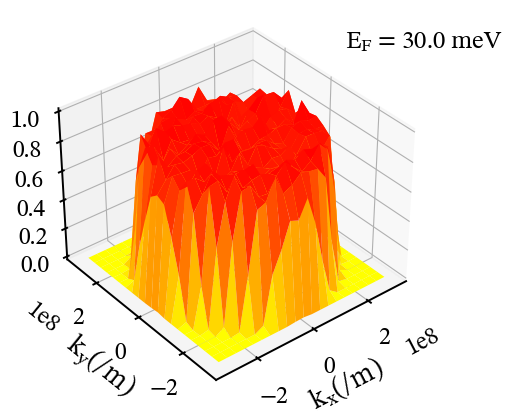 E_F = 30.0 meV
1.0
0.8
0.6
0.4
0.2
0.0
1e8
2
0
−2
k_y(/m)
−2
0
2
1e8
k_x(/m)